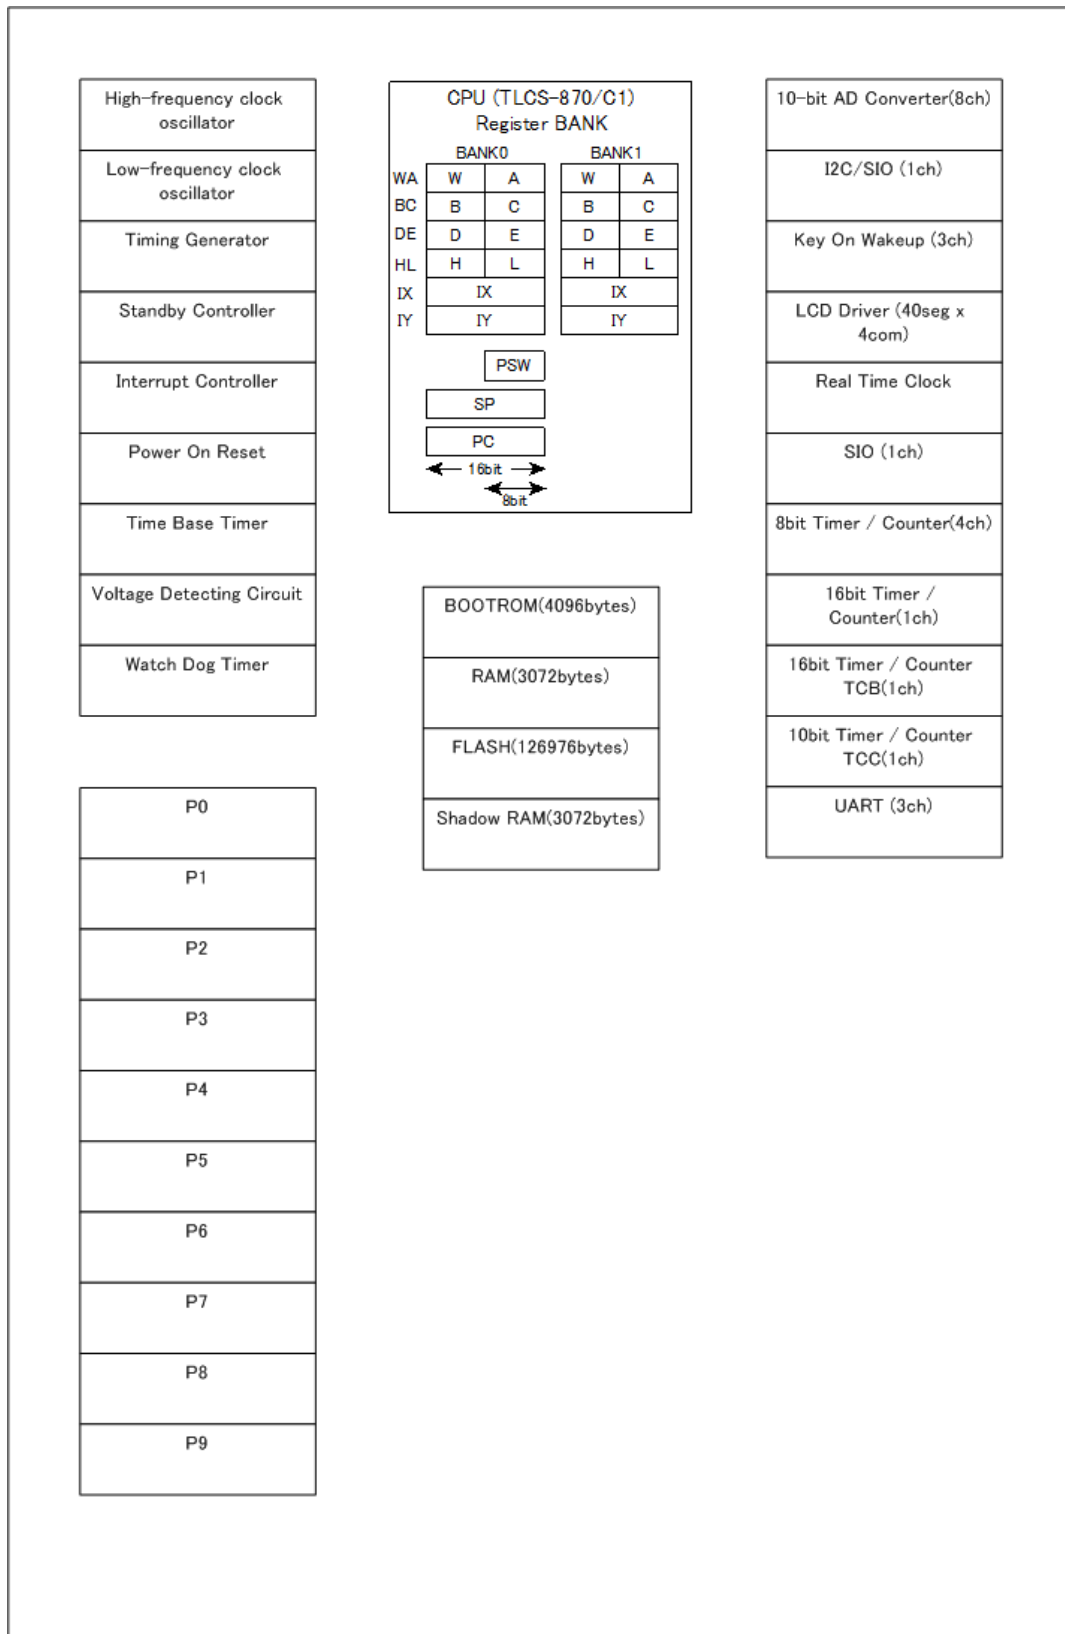 High-frequency clock
oscillator
Low-frequency clock
oscillator
Timing Generator
Standby Controller
Interrupt Controller
Power On Reset
Time Base Timer
Voltage Detecting Circuit
Watch Dog Timer
P0
P1
P2
P3
P4
P5
P6
P7
P8
P9
CPU (TLCS-870/C1)
Register BANK
BANK0 BANK1
WA W A W A
BC B C B C
DE D E D E
HL H L H L
IX IX IX
IY IY IY
PSW
SP
PC
16bit
8bit
BOOTROM(4096bytes)
RAM(3072bytes)
FLASH(126976bytes)
Shadow RAM(3072bytes)
10-bit AD Converter(8ch)
I2C/SIO (1ch)
Key On Wakeup (3ch)
LCD Driver (40seg x
4com)
Real Time Clock
SIO (1ch)
8bit Timer / Counter(4ch)
16bit Timer /
Counter(1ch)
16bit Timer / Counter
TCB(1ch)
10bit Timer / Counter
TCC(1ch)
UART (3ch)